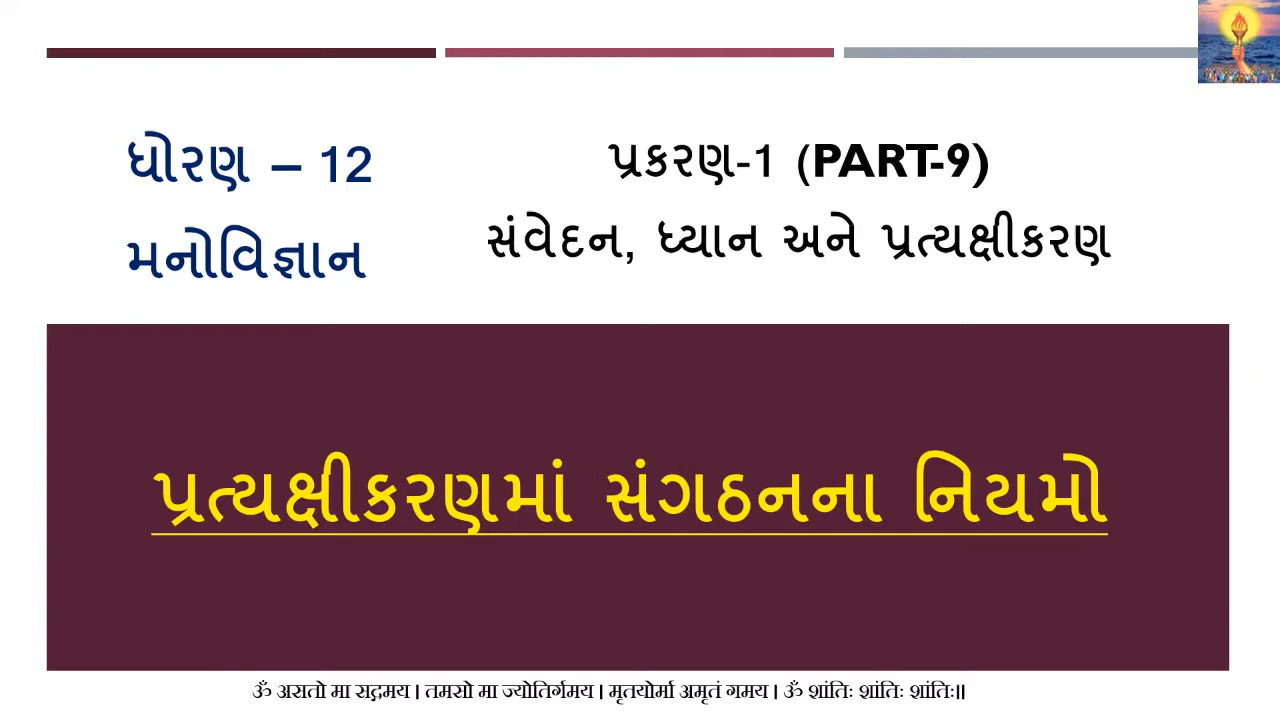 ધોરણ – 12
મનોવિજ્ઞાન
પ્રકરણ-1 (PART-9)
સંવેદન, ધ્યાન અને પ્રત્યક્ષીકરણ
પ્રત્યક્ષીકરણમાં સંગઠનના નિયમો
ॐ असतो मा सद्गमय । तमसो मा ज्योतिर्गमय । मृतयोर्मा अमृतं गमय । ॐ शांतिः शांतिः शांतिः॥